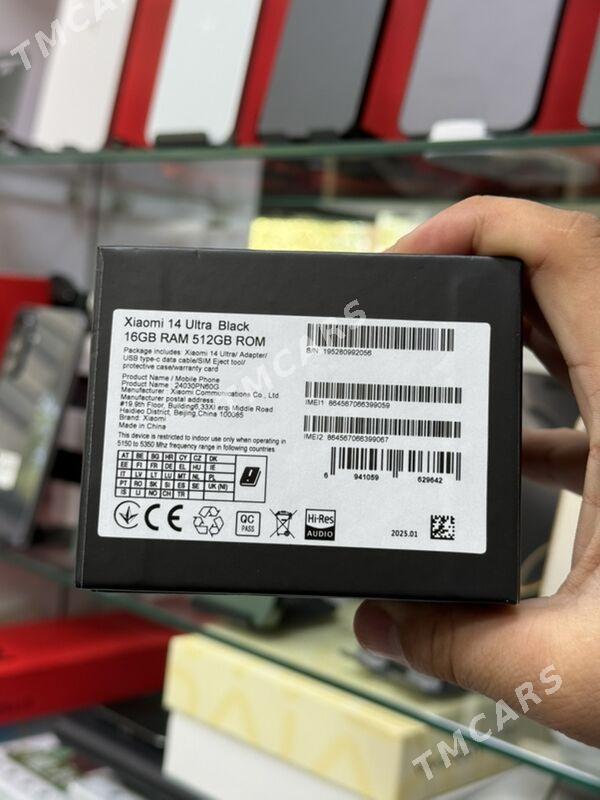 TMCARS
Xiaomi 14 Ultra Black
16GB RAM 512GB ROM
Package includes: Xiaomi 14 Ultra/ Adapter/
USB type-c data cable/SIM Eject tool/
protective case/warranty card
Product Name / Mobile Phone
Product Name : 24030PN60G
Manufacturer : Xiaomi Communications Co., Ltd
Manufacturer postal address
#19.9th Floor, Building6,33Xi erqi Middle Road
Haidieo District, Beijing,China 100085
Brand: Xiaomi
Made in China
This device is restricted to indoor use only when operating in
5150 to 5350 Mhz frequency range in following countries
AT BE BG HR CY CZ DK
EE FI FR DE EL HU IE
IT LV LT LU MT NL PL
PT RO SK SI ES SE UK (NI)
IS LI NO CH TR
S/N 195280992056
IMEI1 864567066399059
IMEI2 864567066399067
6 941059 629642
CE
QC
PASS
Hi-Res
AUDIO
2025.01
TMCARS
TMCARS